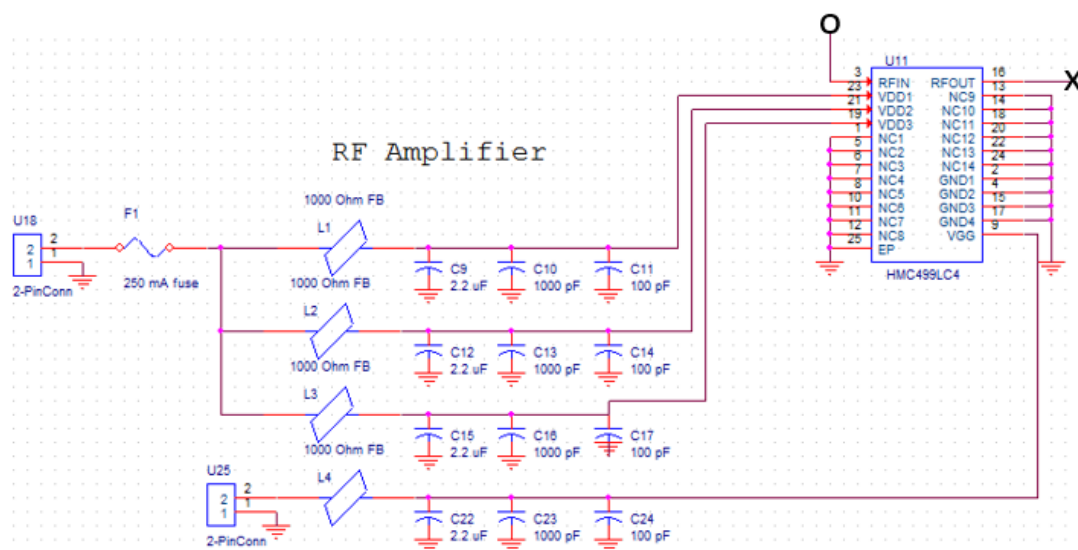 O
U11
3 RFIN RFOUT 16
23 VDD1 NC9 13
21 VDD2 NC10 14
19 VDD3 NC11 18
1 NC1 NC12 20
5 NC2 NC13 22
6 NC3 NC14 24
7 NC4 GND1 2
8 NC5 GND2 4
10 NC6 GND3 15
11 NC7 GND4 17
12 NC8 VGG 9
25 EP
HMC499LC4
X
RF Amplifier
U18
2 2
1 1
2-PinConn
F1
250 mA fuse
1000 Ohm FB
L1
C9
2.2 uF
C10
1000 pF
C11
100 pF
1000 Ohm FB
L2
C12
2.2 uF
C13
1000 pF
C14
100 pF
1000 Ohm FB
L3
C15
2.2 uF
C16
1000 pF
C17
100 pF
1000 Ohm FB
L4
U25
2 2
1 1
2-PinConn
C22
2.2 uF
C23
1000 pF
C24
100 pF